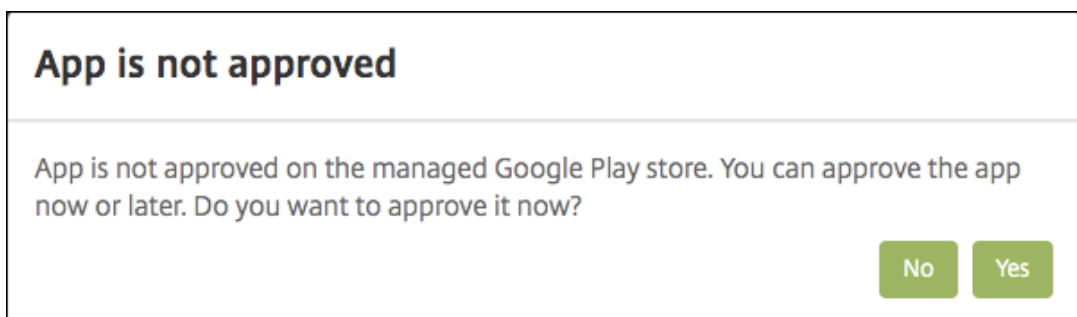 App is not approved
App is not approved on the managed Google Play store. You can approve the app
now or later. Do you want to approve it now?
No Yes